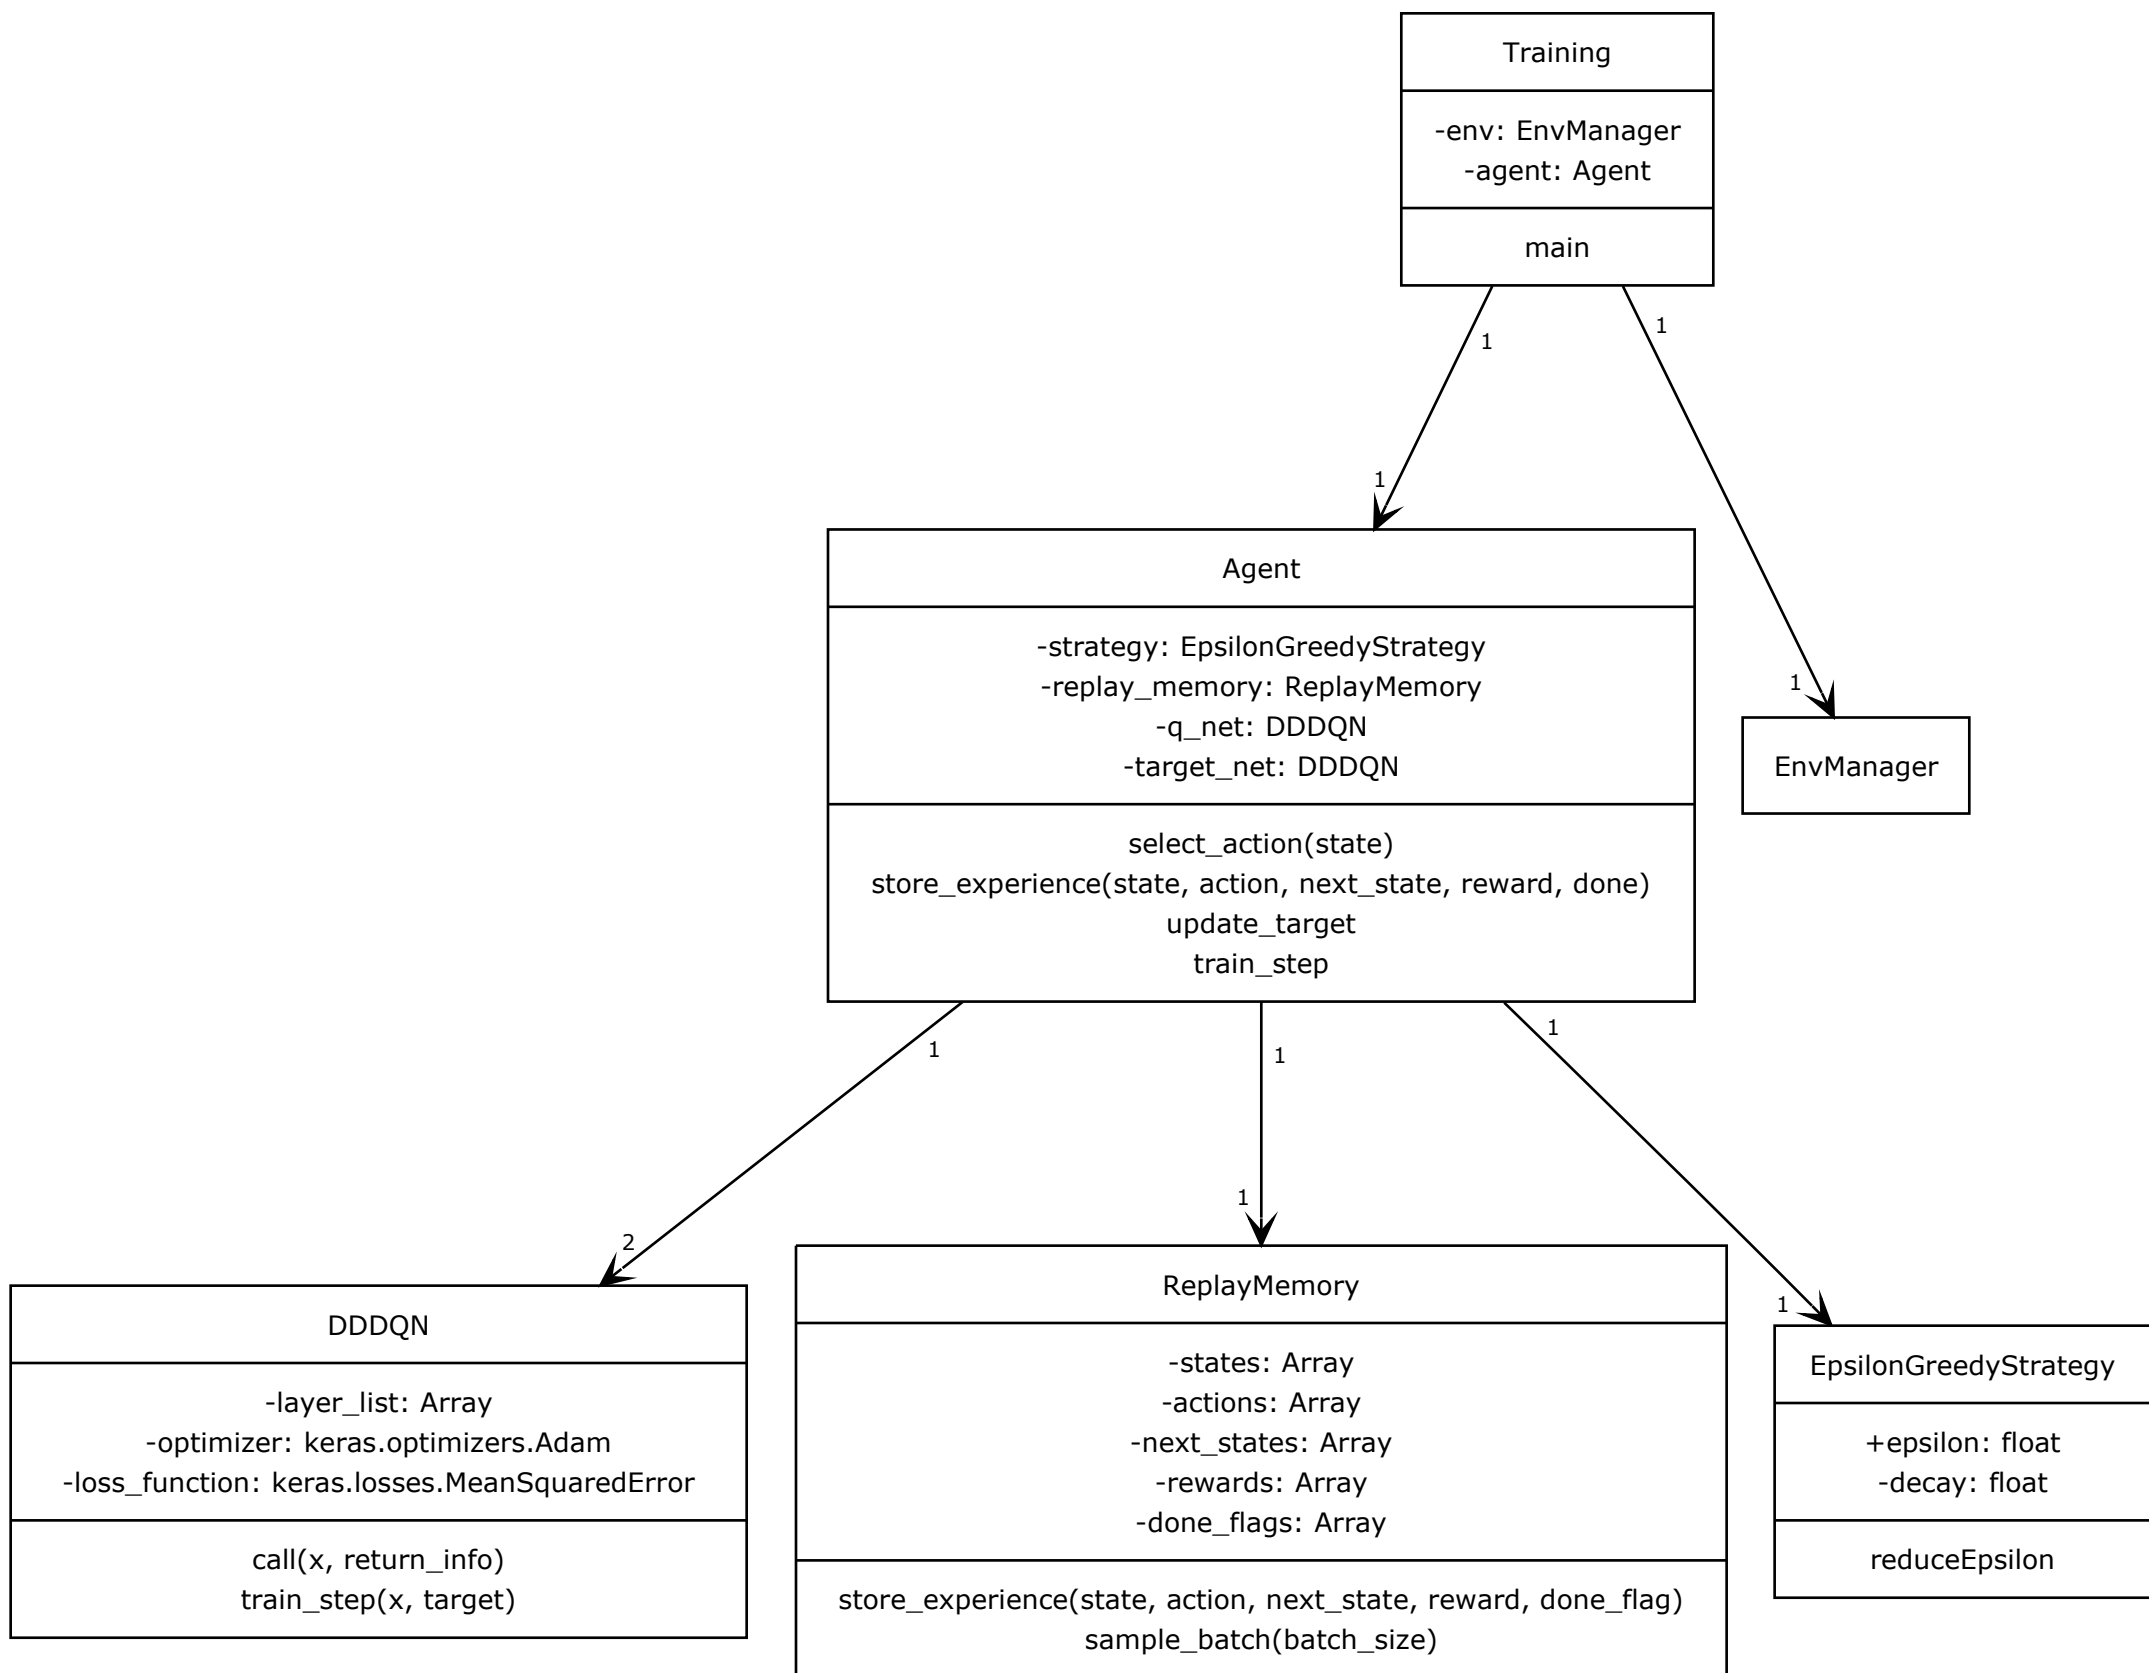 Training
-env: EnvManager
-agent: Agent
main
1
1
1
1
Agent
-strategy: EpsilonGreedyStrategy
-replay_memory: ReplayMemory
-q_net: DDDQN
-target_net: DDDQN
select_action(state)
store_experience(state, action, next_state, reward, done)
update_target
train_step
EnvManager
1
1
1
2
1
1
DDDQN
-layer_list: Array
-optimizer: keras.optimizers.Adam
-loss_function: keras.losses.MeanSquaredError
call(x, return_info)
train_step(x, target)
ReplayMemory
-states: Array
-actions: Array
-next_states: Array
-rewards: Array
-done_flags: Array
store_experience(state, action, next_state, reward, done_flag)
sample_batch(batch_size)
EpsilonGreedyStrategy
+epsilon: float
-decay: float
reduceEpsilon